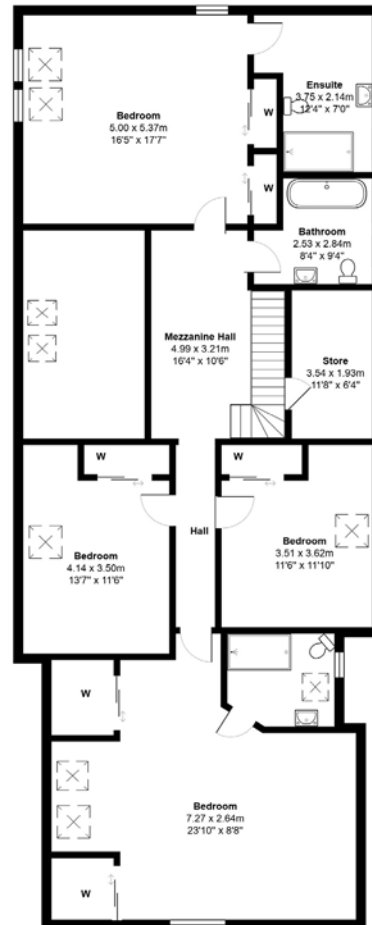 Bedroom
5.00 x 5.37m
16'5" x 17'7"
Ensuite
3.75 x 2.14m
12'4" x 7'0"
W
W
Bathroom
2.53 x 2.84m
8'4" x 9'4"
Mezzanine Hall
4.99 x 3.21m
16'4" x 10'6"
Store
3.54 x 1.93m
11'8" x 6'4"
W
W
Hall
Bedroom
4.14 x 3.50m
13'7" x 11'6"
Bedroom
3.51 x 3.62m
11'6" x 11'10"
W
Bedroom
7.27 x 2.64m
23'10" x 8'8"
W